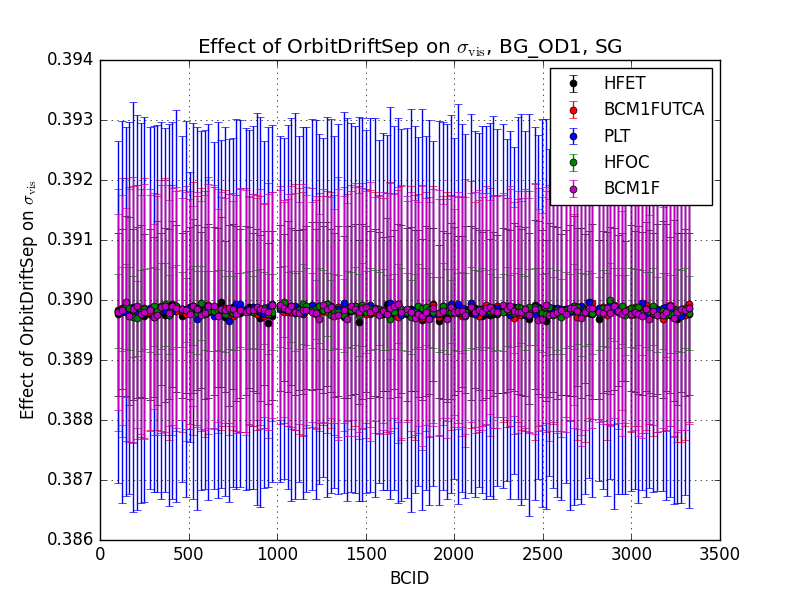 Effect of OrbitDriftSep on σvis, BG_OD1, SG
0.394
0.393
0.392
0.391
0.390
0.389
0.388
0.387
0.386
Effect of OrbitDriftSep on σvis
HFET
BCM1FUTCA
PLT
HFOC
BCM1F
0 500 1000 1500 2000 2500 3000 3500
BCID